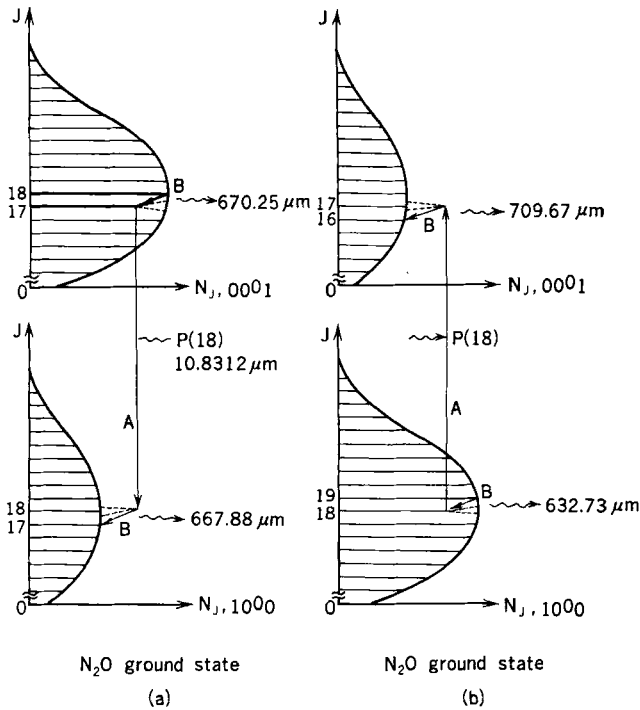 J
18
17
0
B
670.25 μm
N_J, 00⁰1
P(18)
10.8312 μm
A
J
18
17
0
B
667.88 μm
N_J, 10⁰0
N₂O ground state
(a)
J
17
16
0
B
709.67 μm
N_J, 00⁰1
P(18)
A
J
19
18
0
B
632.73 μm
N_J, 10⁰0
N₂O ground state
(b)